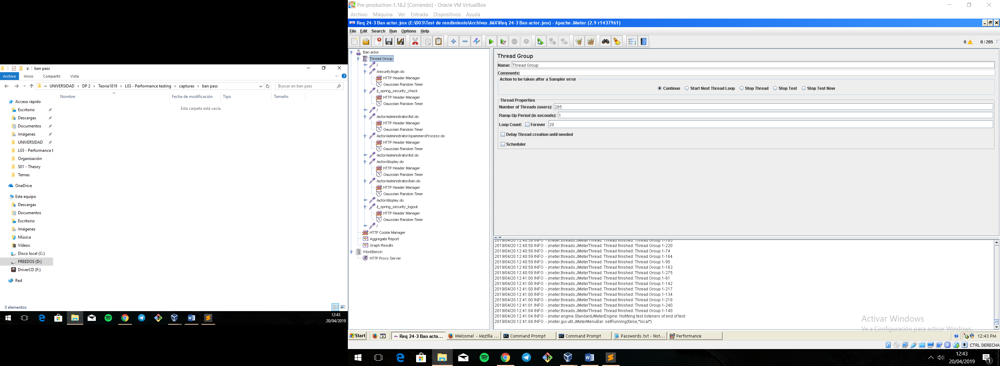 ban pass
Archivo Inicio Compartir Vista
« UNIVERSIDAD > DP 2 > Teoria1819 > L03 - Performance testing > capturas > ban pass
Buscar en ban pass
Nombre Fecha de modificación Tipo Tamaño
Esta carpeta está vacía.
Acceso rápido
Escritorio
Descargas
Documentos
Imágenes
UNIVERSIDAD
L03 - Performance t
Organización
S01 - Theory
Temas
OneDrive
Este equipo
Descargas
Documentos
Escritorio
Imágenes
Música
Vídeos
Disco local (C:)
FREEDOS (D:)
DriverCD (F:)
Red
0 elementos
12:43
20/04/2019
Pre-production-1.18.2 [Corriendo] - Oracle VM VirtualBox
Archivo Máquina Ver Entrada Dispositivos Ayuda
Req 24-3 Ban actor.jmx (E:\D03\Test de rendimiento\Archivos JMX\Req 24-3 Ban actor.jmx) - Apache JMeter (2.9 r1437961)
File Edit Search Run Options Help
0 0 / 285
Ban actor
Thread Group
/
/security/login.do
HTTP Header Manager
Gaussian Random Timer
/j_spring_security_check
HTTP Header Manager
Gaussian Random Timer
/
/actor/administrator/list.do
HTTP Header Manager
Gaussian Random Timer
/actor/administrator/spammersProcess.do
HTTP Header Manager
Gaussian Random Timer
/actor/administrator/list.do
/actor/display.do
HTTP Header Manager
Gaussian Random Timer
/actor/administrator/ban.do
HTTP Header Manager
Gaussian Random Timer
/actor/display.do
/j_spring_security_logout
HTTP Header Manager
Gaussian Random Timer
/
HTTP Cookie Manager
Aggregate Report
Graph Results
WorkBench
HTTP Proxy Server
Thread Group
Name: Thread Group
Comments:
Action to be taken after a Sampler error
Continue Start Next Thread Loop Stop Thread Stop Test Stop Test Now
Thread Properties
Number of Threads (users): 285
Ramp-Up Period (in seconds): 1
Loop Count: Forever 20
Delay Thread creation until needed
Scheduler
2019/04/20 12:40:58 INFO - jmeter.threads.JMeterThread: Thread finished: Thread Group 1-165
2019/04/20 12:40:58 INFO - jmeter.threads.JMeterThread: Thread finished: Thread Group 1-220
2019/04/20 12:40:58 INFO - jmeter.threads.JMeterThread: Thread finished: Thread Group 1-74
2019/04/20 12:40:59 INFO - jmeter.threads.JMeterThread: Thread finished: Thread Group 1-164
2019/04/20 12:40:59 INFO - jmeter.threads.JMeterThread: Thread finished: Thread Group 1-95
2019/04/20 12:40:59 INFO - jmeter.threads.JMeterThread: Thread finished: Thread Group 1-163
2019/04/20 12:40:59 INFO - jmeter.threads.JMeterThread: Thread finished: Thread Group 1-275
2019/04/20 12:41:00 INFO - jmeter.threads.JMeterThread: Thread finished: Thread Group 1-61
2019/04/20 12:41:00 INFO - jmeter.threads.JMeterThread: Thread finished: Thread Group 1-142
2019/04/20 12:41:00 INFO - jmeter.threads.JMeterThread: Thread finished: Thread Group 1-217
2019/04/20 12:41:00 INFO - jmeter.threads.JMeterThread: Thread finished: Thread Group 1-134
2019/04/20 12:41:00 INFO - jmeter.threads.JMeterThread: Thread finished: Thread Group 1-218
2019/04/20 12:41:01 INFO - jmeter.threads.JMeterThread: Thread finished: Thread Group 1-240
2019/04/20 12:41:04 INFO - jmeter.threads.JMeterThread: Thread finished: Thread Group 1-140
2019/04/20 12:41:04 INFO - jmeter.engine.StandardJMeterEngine: Notifying test listeners of end of test
2019/04/20 12:41:04 INFO - jmeter.gui.util.JMeterMenuBar: setRunning(false,*local*)
Activar Windows
Ve a Configuración para activar Windows.
Start Req 24-3 Ban acto... Welcome! - Mozilla ... Command Prompt Command Prompt Passwords.txt - Not... Performance 12:43 PM
CTRL DERECHA
12:43
20/04/2019
1